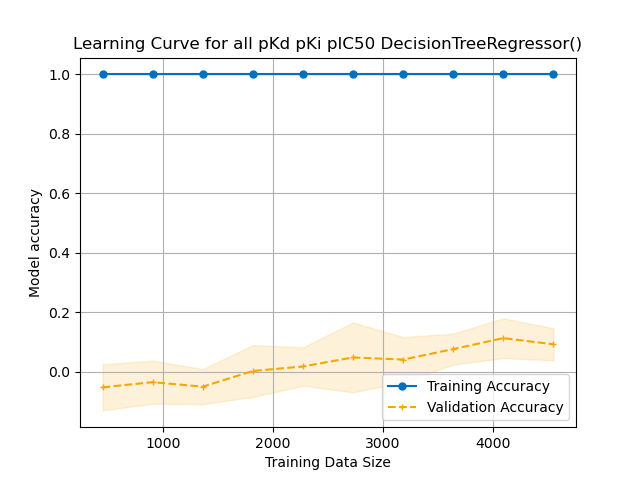 Learning Curve for all pKd pKi pIC50 DecisionTreeRegressor()
1.0
0.8
0.6
0.4
0.2
0.0
Model accuracy
Training Accuracy
Validation Accuracy
1000 2000 3000 4000
Training Data Size